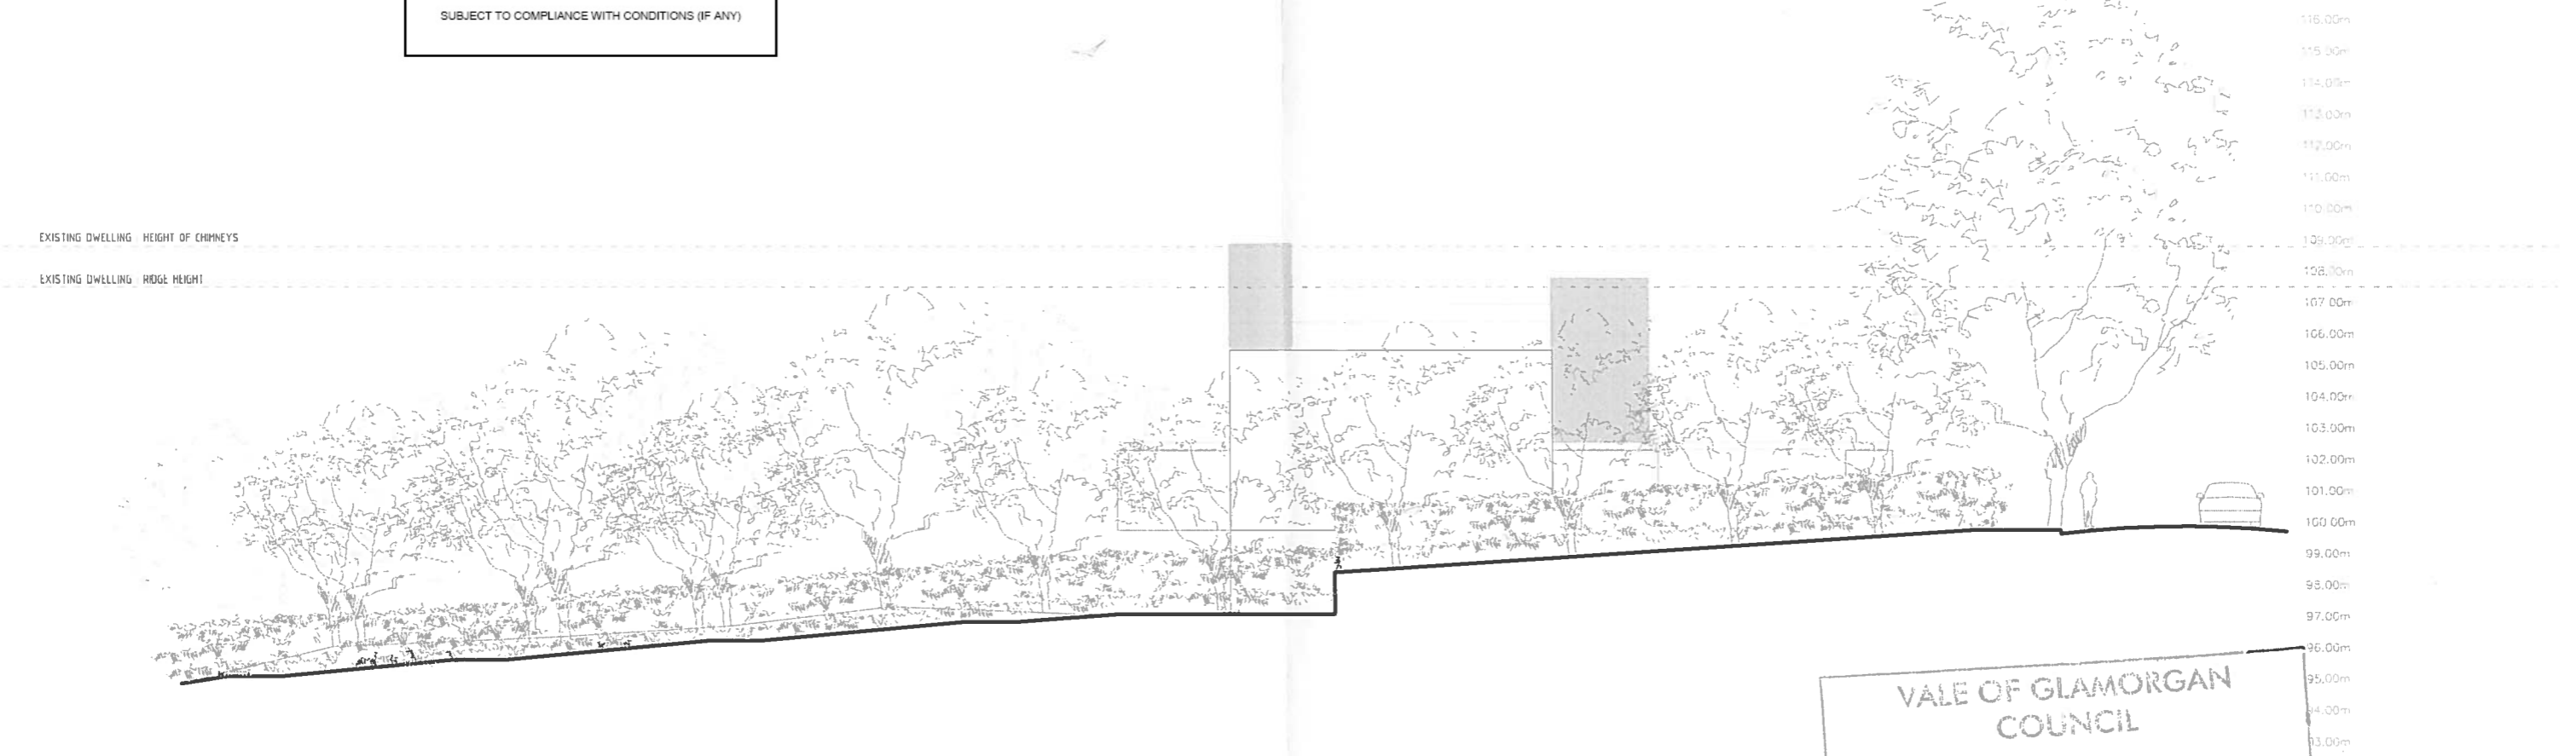 SUBJECT TO COMPLIANCE WITH CONDITIONS (IF ANY)
116.00m
115.00m
114.00m
113.00m
112.00m
111.00m
110.00m
EXISTING DWELLING HEIGHT OF CHIMNEYS
109.00m
EXISTING DWELLING RIDGE HEIGHT
108.00m
107.00m
106.00m
105.00m
104.00m
103.00m
102.00m
101.00m
100.00m
99.00m
98.00m
97.00m
96.00m
95.00m
94.00m
93.00m
VALE OF GLAMORGAN
COUNCIL